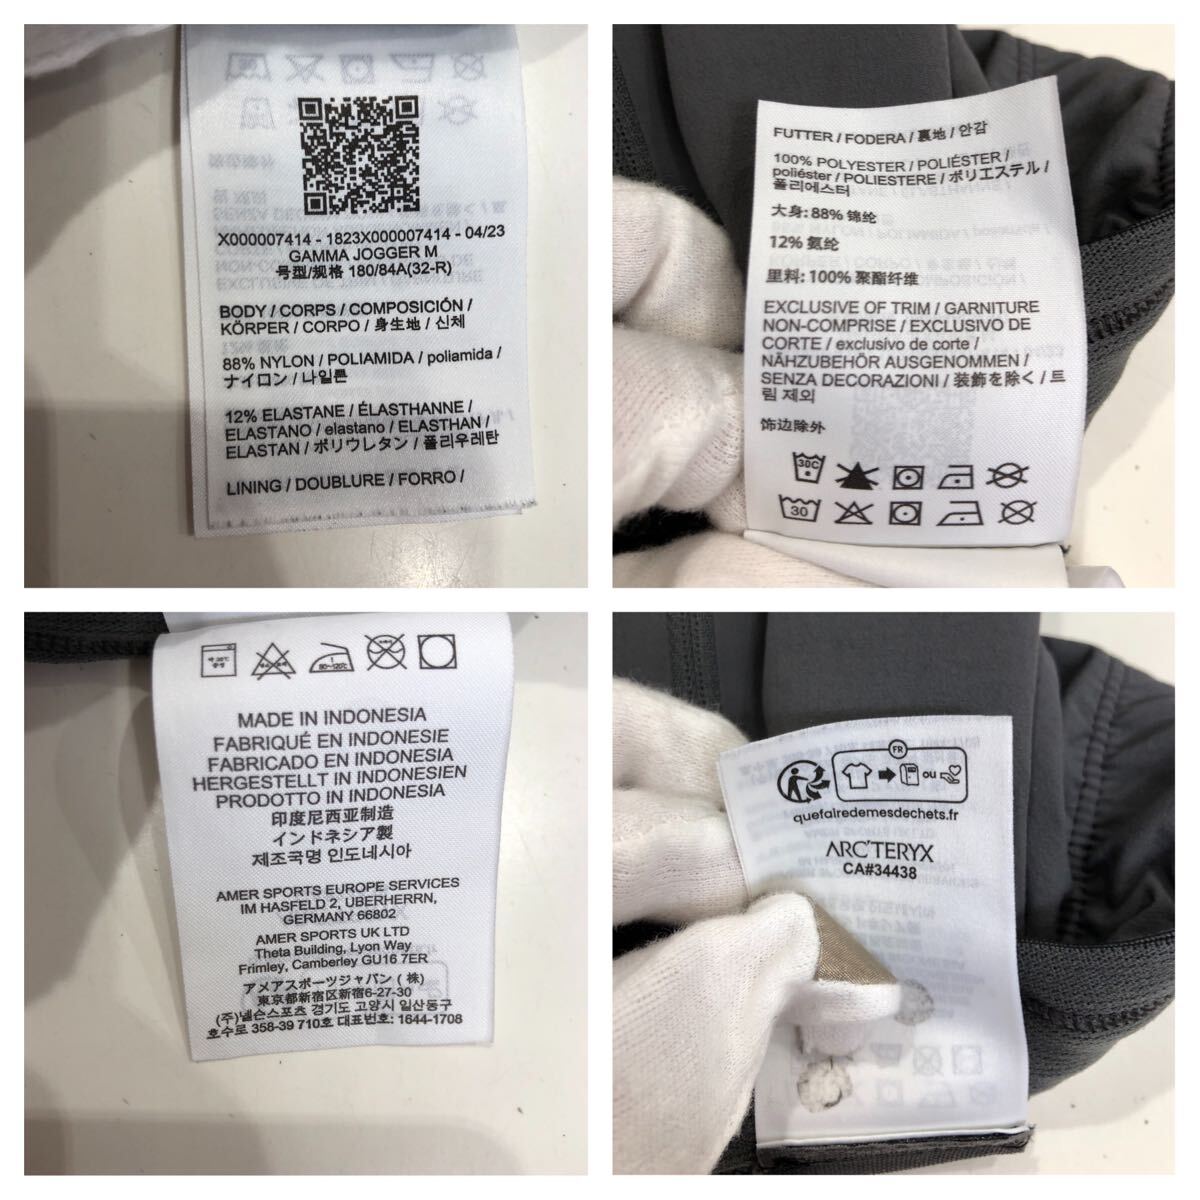 X000007414 - 1823X000007414 - 04/23
GAMMA JOGGER M
号型/规格 180/84A(32-R)
BODY / CORPS / COMPOSICIÓN /
KÖRPER / CORPO / 身生地 / 신체
88% NYLON / POLIAMIDA / poliamida /
ナイロン / 나일론
12% ELASTANE / ÉLASTHANNE /
ELASTANO / elastano / ELASTHAN /
ELASTAN / ポリウレタン / 폴리우레탄
LINING / DOUBLURE / FORRO /
FUTTER / FODERA / 裏地 / 안감
100% POLYESTER / POLIÉSTER /
poliéster / POLIESTERE / ポリエステル /
폴리에스터
大身: 88% 锦纶
12% 氨纶
里料: 100% 聚酯纤维
EXCLUSIVE OF TRIM / GARNITURE
NON-COMPRISE / EXCLUSIVO DE
CORTE / exclusivo de corte /
NÄHZUBEHÖR AUSGENOMMEN /
SENZA DECORAZIONI / 装飾を除く / 트
림 제외
饰边除外
30C
30
80~120℃
MADE IN INDONESIA
FABRIQUÉ EN INDONESIE
FABRICADO EN INDONESIA
HERGESTELLT IN INDONESIEN
PRODOTTO IN INDONESIA
印度尼西亚制造
インドネシア製
제조국명 인도네시아
AMER SPORTS EUROPE SERVICES
IM HASFELD 2, UBERHERRN,
GERMANY 66802
AMER SPORTS UK LTD
Theta Building, Lyon Way
Frimley, Camberley GU16 7ER
アメアスポーツジャパン ( 株)
東京都新宿区新宿6-27-30
(주)넬슨스포츠 경기도 고양시 일산동구
호수로 358-39 710호 대표번호: 1644-1708
FR
OU
quefairedemesdechets.fr
ARC'TERYX
CA#34438